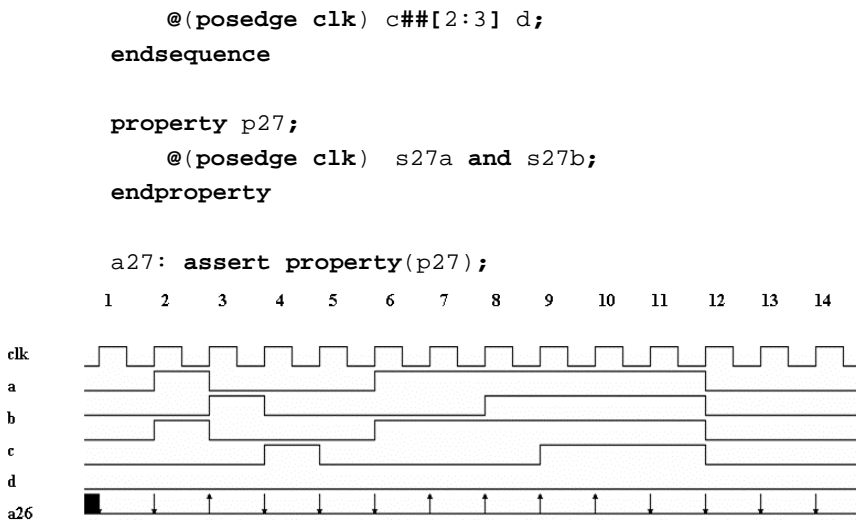 @(posedge clk) c##[2:3] d;
endsequence
property p27;
@(posedge clk) s27a and s27b;
endproperty
a27: assert property(p27);
1 2 3 4 5 6 7 8 9 10 11 12 13 14
clk
a
b
c
d
a26